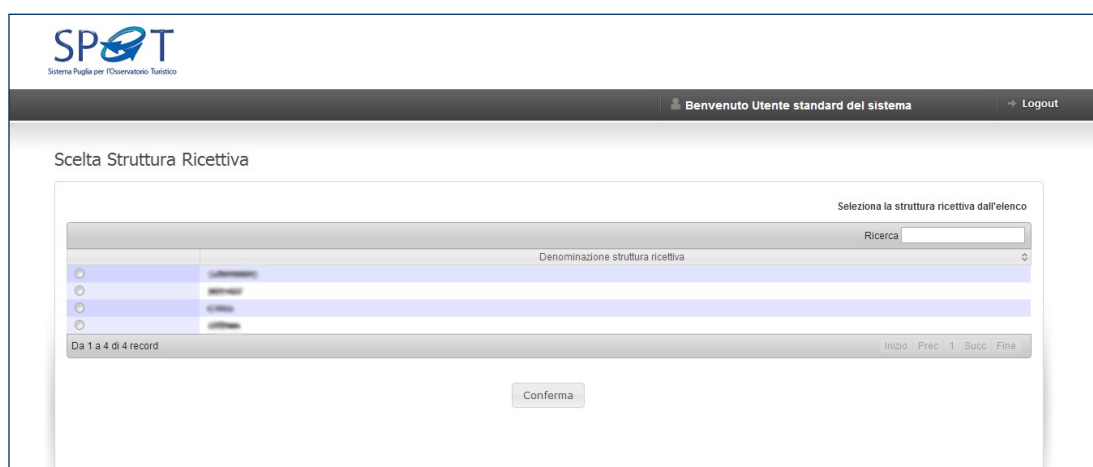 SPOT
Sistema Puglia per l'Osservatorio Turistico
Benvenuto Utente standard del sistema
Logout
Scelta Struttura Ricettiva
Seleziona la struttura ricettiva dall'elenco
Ricerca
Denominazione struttura ricettiva
Da 1 a 4 di 4 record
Inizio Prec 1 Succ Fine
Conferma